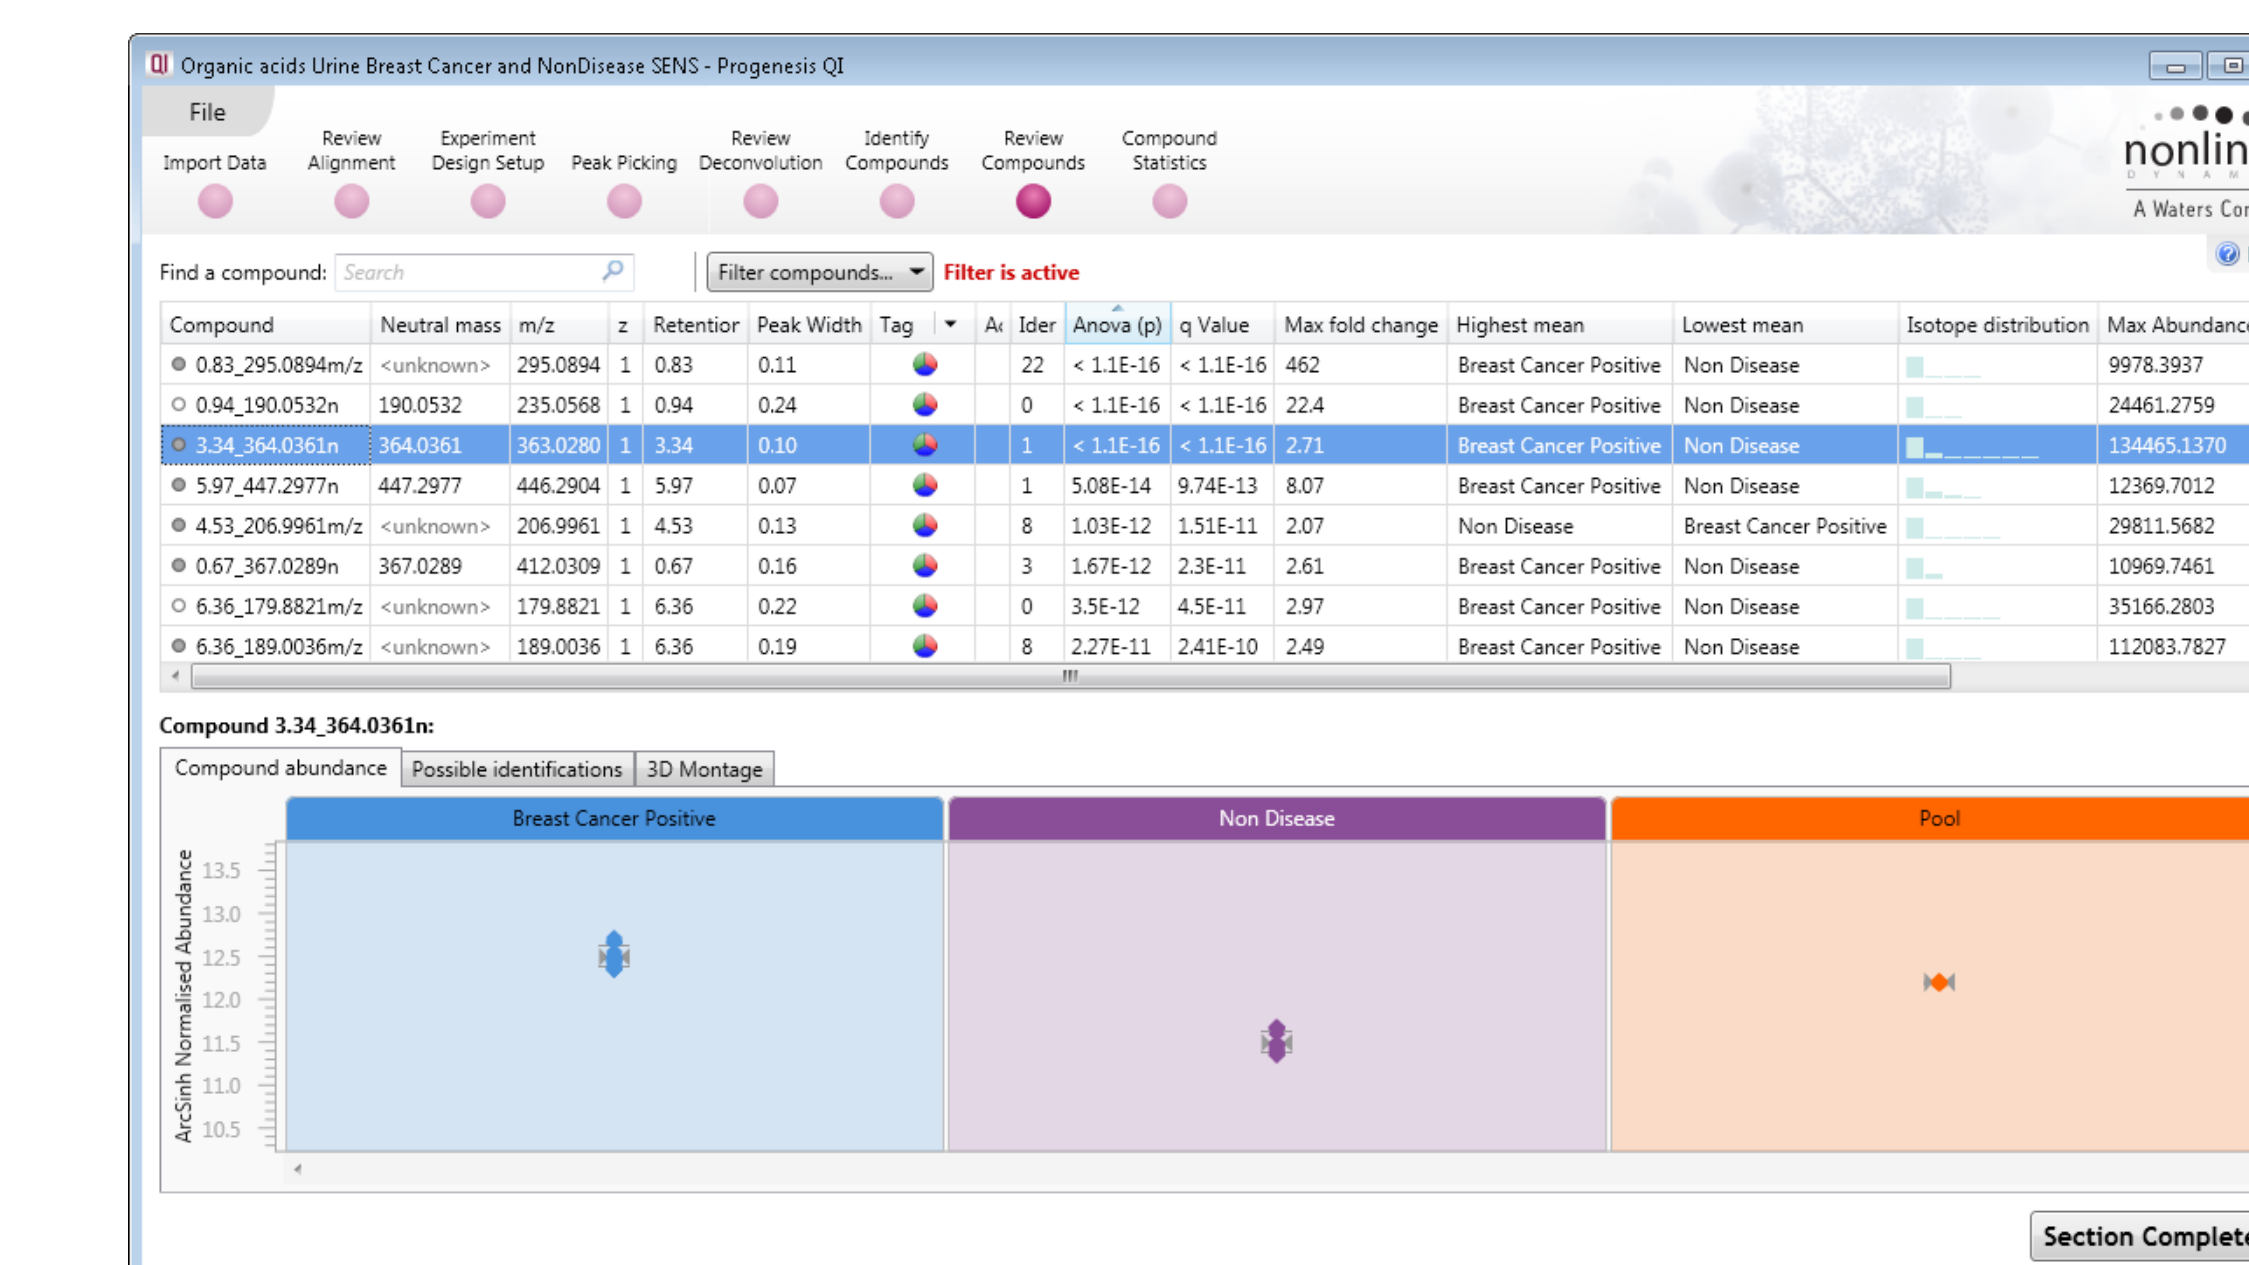 QI Organic acids Urine Breast Cancer and NonDisease SENS - Progenesis QI
File
Import Data
Review Alignment
Experiment Design Setup
Peak Picking
Review Deconvolution
Identify Compounds
Review Compounds
Compound Statistics
nonlin
DYNAM
A Waters Cor
Find a compound: Search Filter compounds... Filter is active
Compound Neutral mass m/z z Retentior Peak Width Tag Ac Ider Anova (p) q Value Max fold change Highest mean Lowest mean Isotope distribution Max Abundance
0.83_295.0894m/z <unknown> 295.0894 1 0.83 0.11 22 < 1.1E-16 < 1.1E-16 462 Breast Cancer Positive Non Disease 9978.3937
0.94_190.0532n 190.0532 235.0568 1 0.94 0.24 0 < 1.1E-16 < 1.1E-16 22.4 Breast Cancer Positive Non Disease 24461.2759
3.34_364.0361n 364.0361 363.0280 1 3.34 0.10 1 < 1.1E-16 < 1.1E-16 2.71 Breast Cancer Positive Non Disease 134465.1370
5.97_447.2977n 447.2977 446.2904 1 5.97 0.07 1 5.08E-14 9.74E-13 8.07 Breast Cancer Positive Non Disease 12369.7012
4.53_206.9961m/z <unknown> 206.9961 1 4.53 0.13 8 1.03E-12 1.51E-11 2.07 Non Disease Breast Cancer Positive 29811.5682
0.67_367.0289n 367.0289 412.0309 1 0.67 0.16 3 1.67E-12 2.3E-11 2.61 Breast Cancer Positive Non Disease 10969.7461
6.36_179.8821m/z <unknown> 179.8821 1 6.36 0.22 0 3.5E-12 4.5E-11 2.97 Breast Cancer Positive Non Disease 35166.2803
6.36_189.0036m/z <unknown> 189.0036 1 6.36 0.19 8 2.27E-11 2.41E-10 2.49 Breast Cancer Positive Non Disease 112083.7827
Compound 3.34_364.0361n:
Compound abundance Possible identifications 3D Montage
Breast Cancer Positive Non Disease Pool
ArcSinh Normalised Abundance
13.5
13.0
12.5
12.0
11.5
11.0
10.5
Section Complete